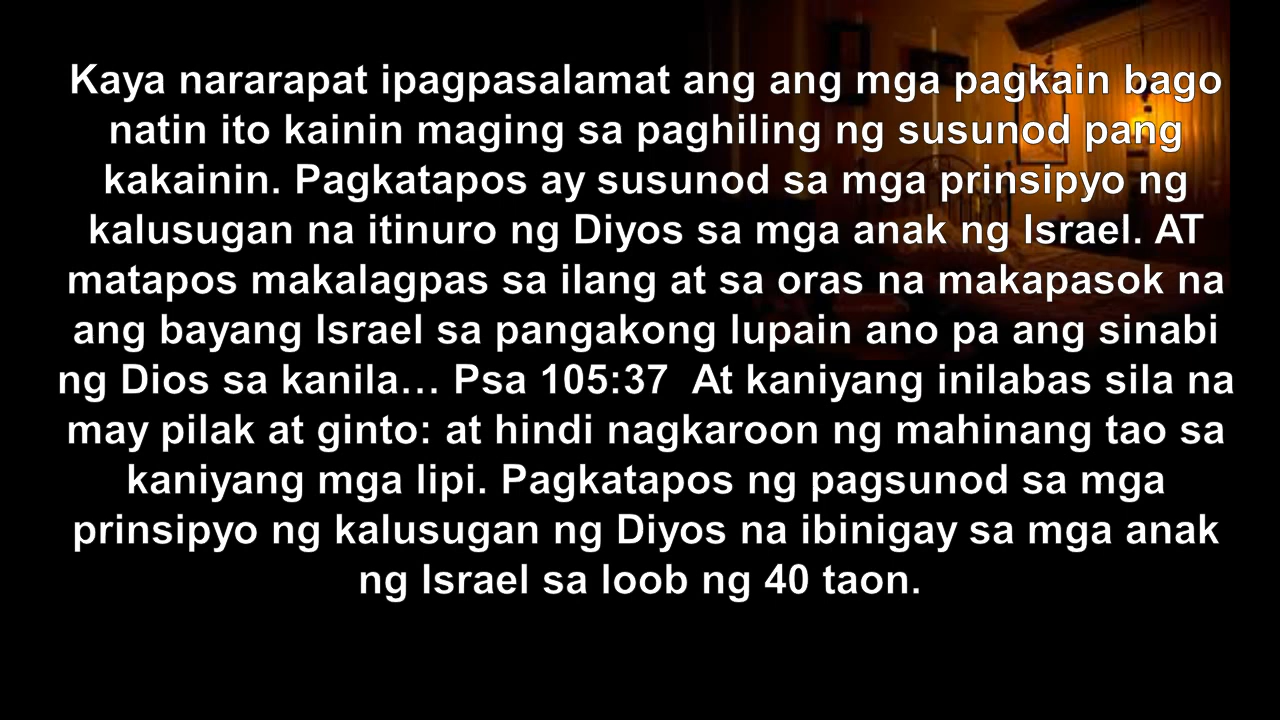 Kaya nararapat ipagpasalamat ang ang mga pagkain bago
natin ito kainin maging sa paghiling ng susunod pang
kakainin. Pagkatapos ay susunod sa mga prinsipyo ng
kalusugan na itinuro ng Diyos sa mga anak ng Israel. AT
matapos makalagpas sa ilang at sa oras na makapasok na
ang bayang Israel sa pangakong lupain ano pa ang sinabi
ng Dios sa kanila… Psa 105:37  At kaniyang inilabas sila na
may pilak at ginto: at hindi nagkaroon ng mahinang tao sa
kaniyang mga lipi. Pagkatapos ng pagsunod sa mga
prinsipyo ng kalusugan ng Diyos na ibinigay sa mga anak
ng Israel sa loob ng 40 taon.